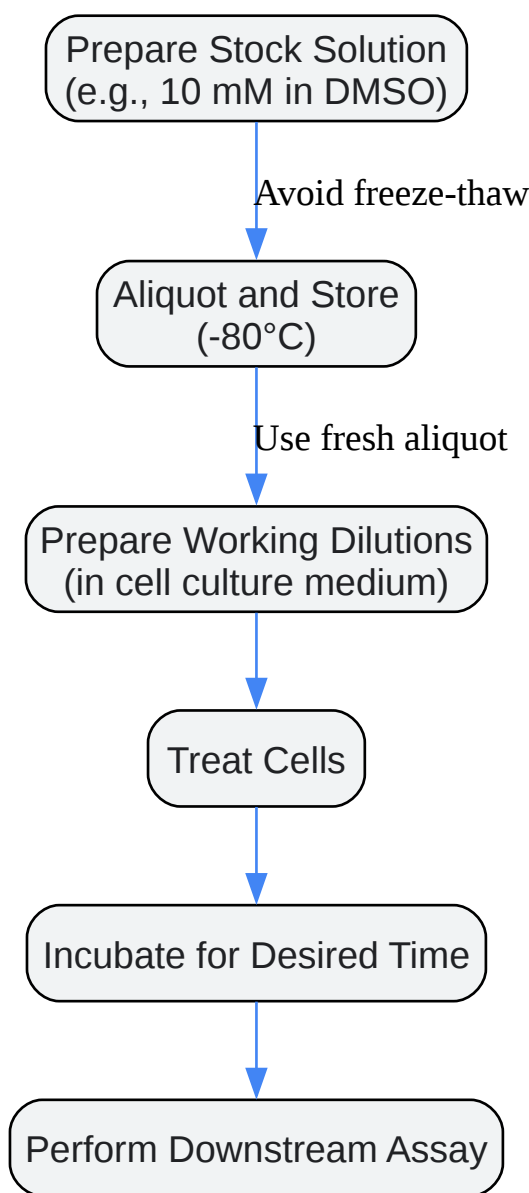 Prepare Stock Solution
(e.g., 10 mM in DMSO)
Avoid freeze-thaw
Aliquot and Store
(-80°C)
Use fresh aliquot
Prepare Working Dilutions
(in cell culture medium)
Treat Cells
Incubate for Desired Time
Perform Downstream Assay